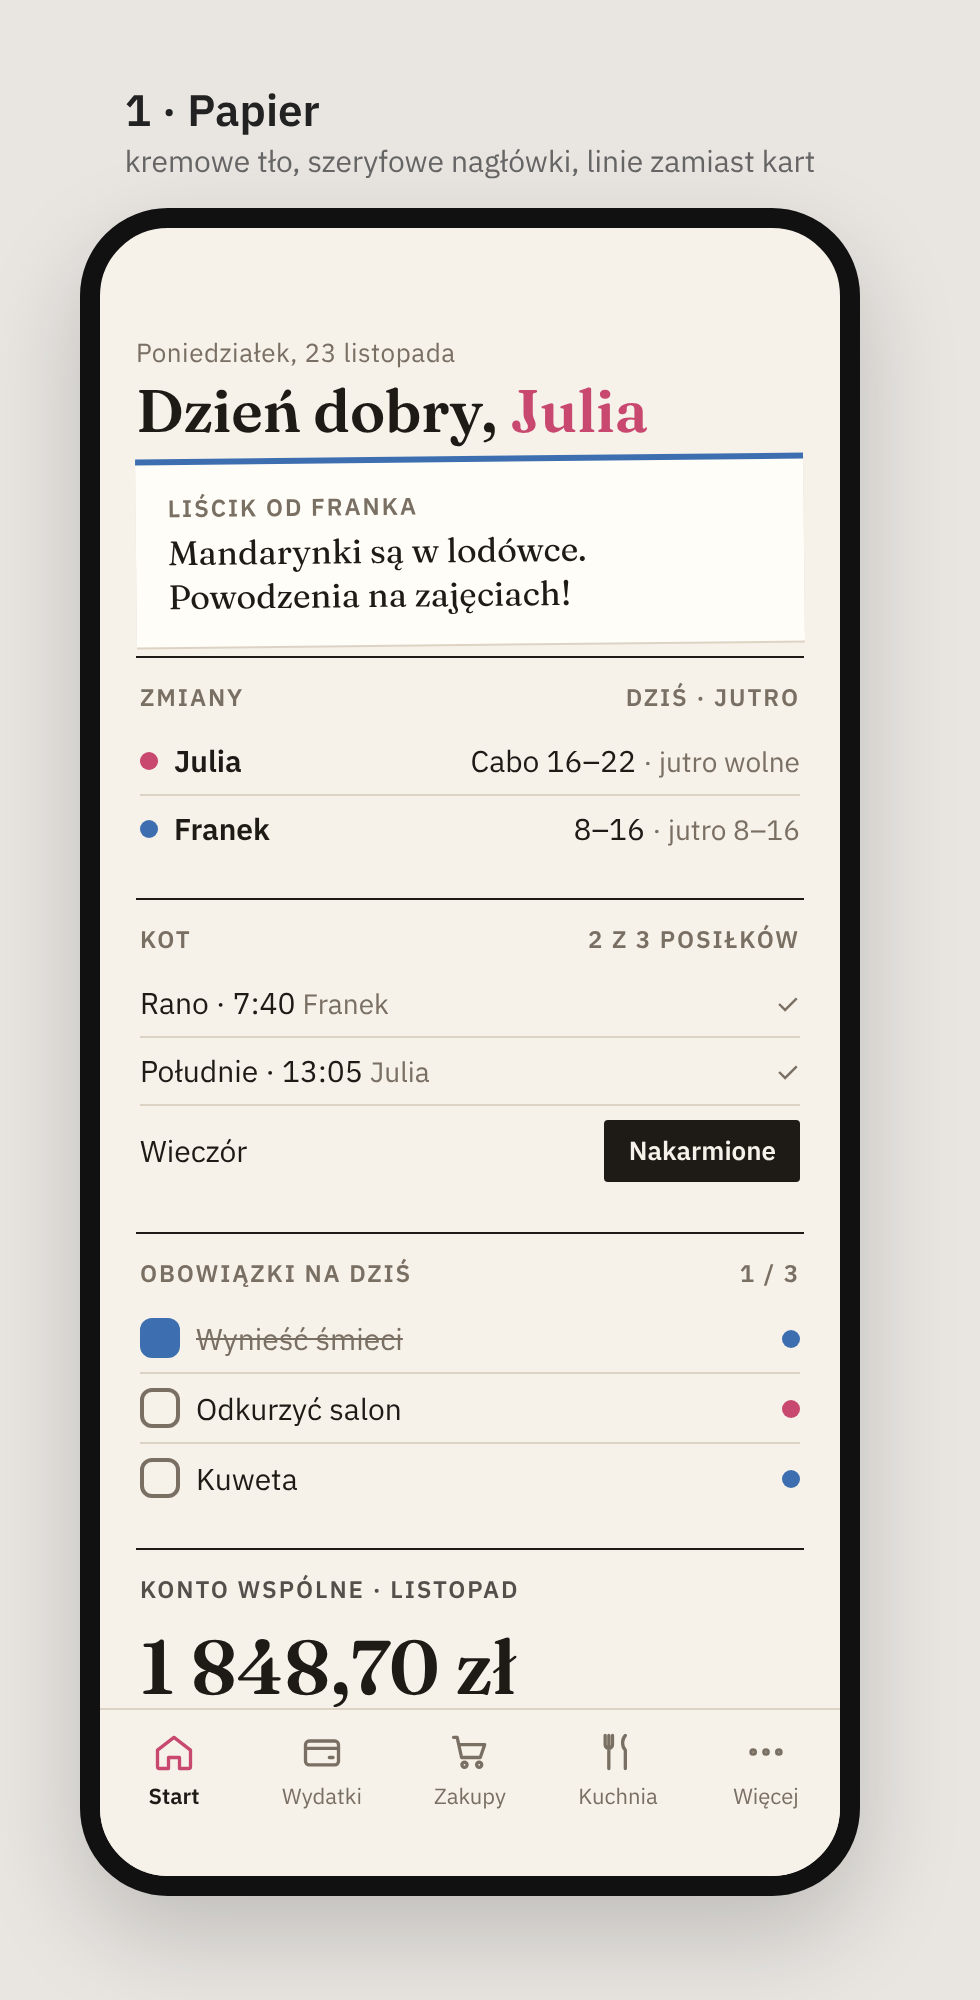 1 · Papier
kremowe tło, szeryfowe nagłówki, linie zamiast kart
Poniedziałek, 23 listopada
Dzień dobry, Julia
LIŚCIK OD FRANKA
Mandarynki są w lodówce.
Powodzenia na zajęciach!
ZMIANY DZIŚ · JUTRO
Julia Cabo 16–22 · jutro wolne
Franek 8–16 · jutro 8–16
KOT 2 Z 3 POSIŁKÓW
Rano · 7:40 Franek ✓
Południe · 13:05 Julia ✓
Wieczór Nakarmione
OBOWIĄZKI NA DZIŚ 1 / 3
Wynieść śmieci
Odkurzyć salon
Kuweta
KONTO WSPÓLNE · LISTOPAD
1 848,70 zł
Start Wydatki Zakupy Kuchnia Więcej